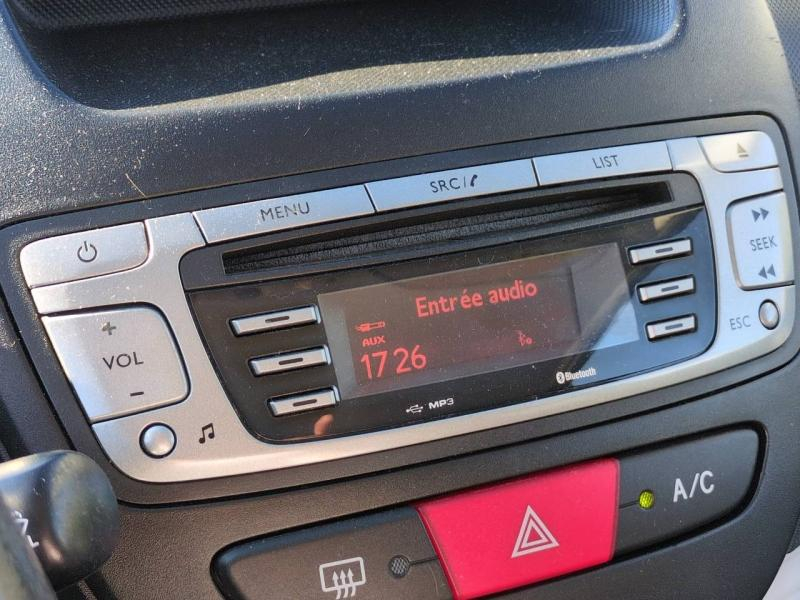 MENU
SRC/
LIST
SEEK
ESC
+
VOL
-
Entrée audio
AUX
17 26
MP3
Bluetooth
A/C